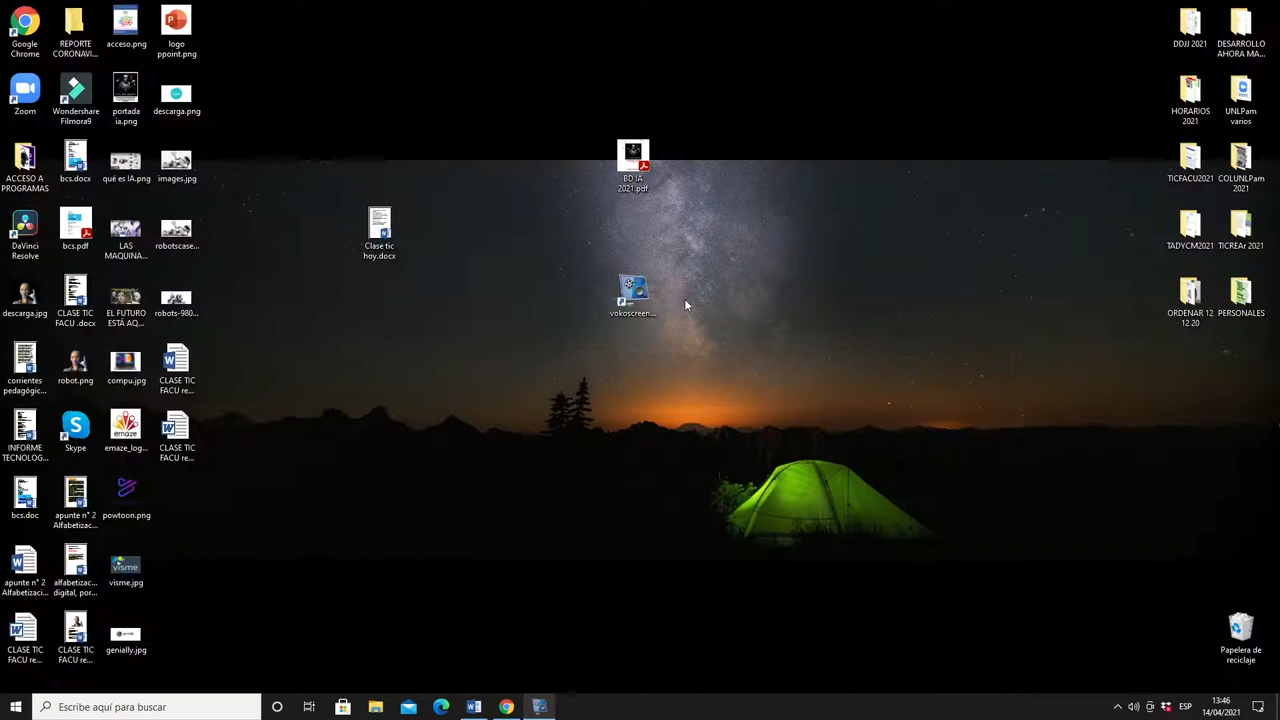 Google
Chrome
REPORTE
CORONAVI...
acceso.png
logo
ppoint.png
Zoom
Wondershare
Filmora9
portada
ia.png
descarga.png
ACCESO A
PROGRAMAS
bcs.docx
qué es IA.png
images.jpg
DaVinci
Resolve
bcs.pdf
LAS
MAQUINA...
robotscase...
descarga.jpg
CLASE TIC
FACU .docx
EL FUTURO
ESTÁ AQ...
robots-980...
corrientes
pedagógic...
robot.png
compu.jpg
CLASE TIC
FACU re...
INFORME
TECNOLOG...
Skype
emaze_log...
CLASE TIC
FACU re...
bcs.doc
apunte n° 2
Alfabetizac...
powtoon.png
apunte n° 2
Alfabetizaci...
alfabetizac...
digital, por...
visme
visme.jpg
CLASE TIC
FACU re...
CLASE TIC
FACU re...
genially.jpg
Clase tic
hoy.docx
BD IA
2021.pdf
vokoscreen...
DDJJ 2021
DESARROLLO
AHORA MA...
HORARIOS
2021
UNLPam
varios
TICFACU2021
COLUNLPam
2021
TADYCM2021
TICREAr 2021
ORDENAR 12
12 20
PERSONALES
Papelera de
reciclaje
Escribe aquí para buscar
ESP
13:46
14/04/2021